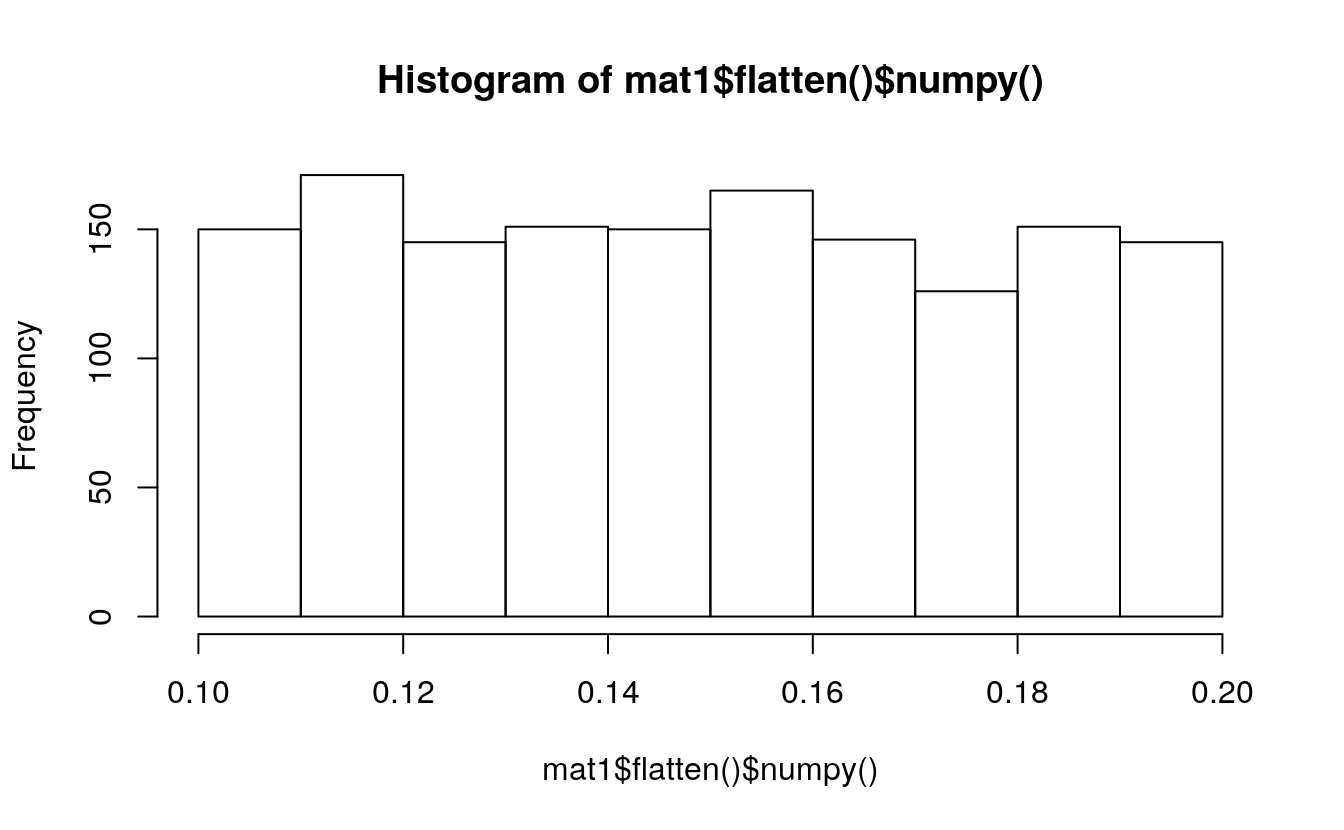 Histogram of mat1$flatten()$numpy()
Frequency
150
100
50
0
0.10 0.12 0.14 0.16 0.18 0.20
mat1$flatten()$numpy()